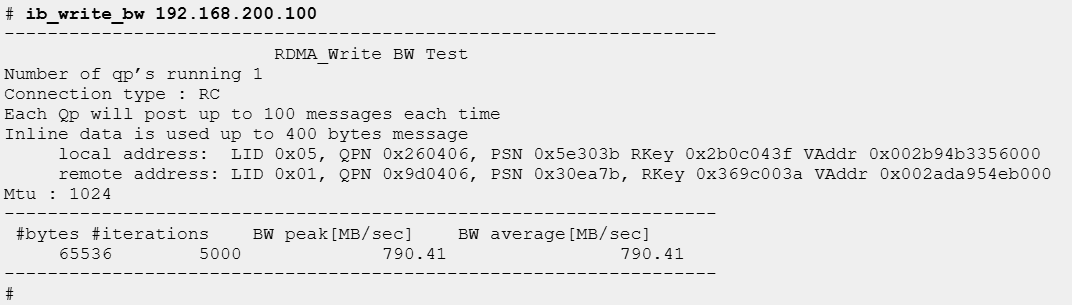 # ib_write_bw 192.168.200.100
------------------------------------------------------------------
RDMA_Write BW Test
Number of qp’s running 1
Connection type : RC
Each Qp will post up to 100 messages each time
Inline data is used up to 400 bytes message
local address: LID 0x05, QPN 0x260406, PSN 0x5e303b RKey 0x2b0c043f VAddr 0x002b94b3356000
remote address: LID 0x01, QPN 0x9d0406, PSN 0x30ea7b, RKey 0x369c003a VAddr 0x002ada954eb000
Mtu : 1024
------------------------------------------------------------------
#bytes #iterations BW peak[MB/sec] BW average[MB/sec]
65536 5000 790.41 790.41
------------------------------------------------------------------
#